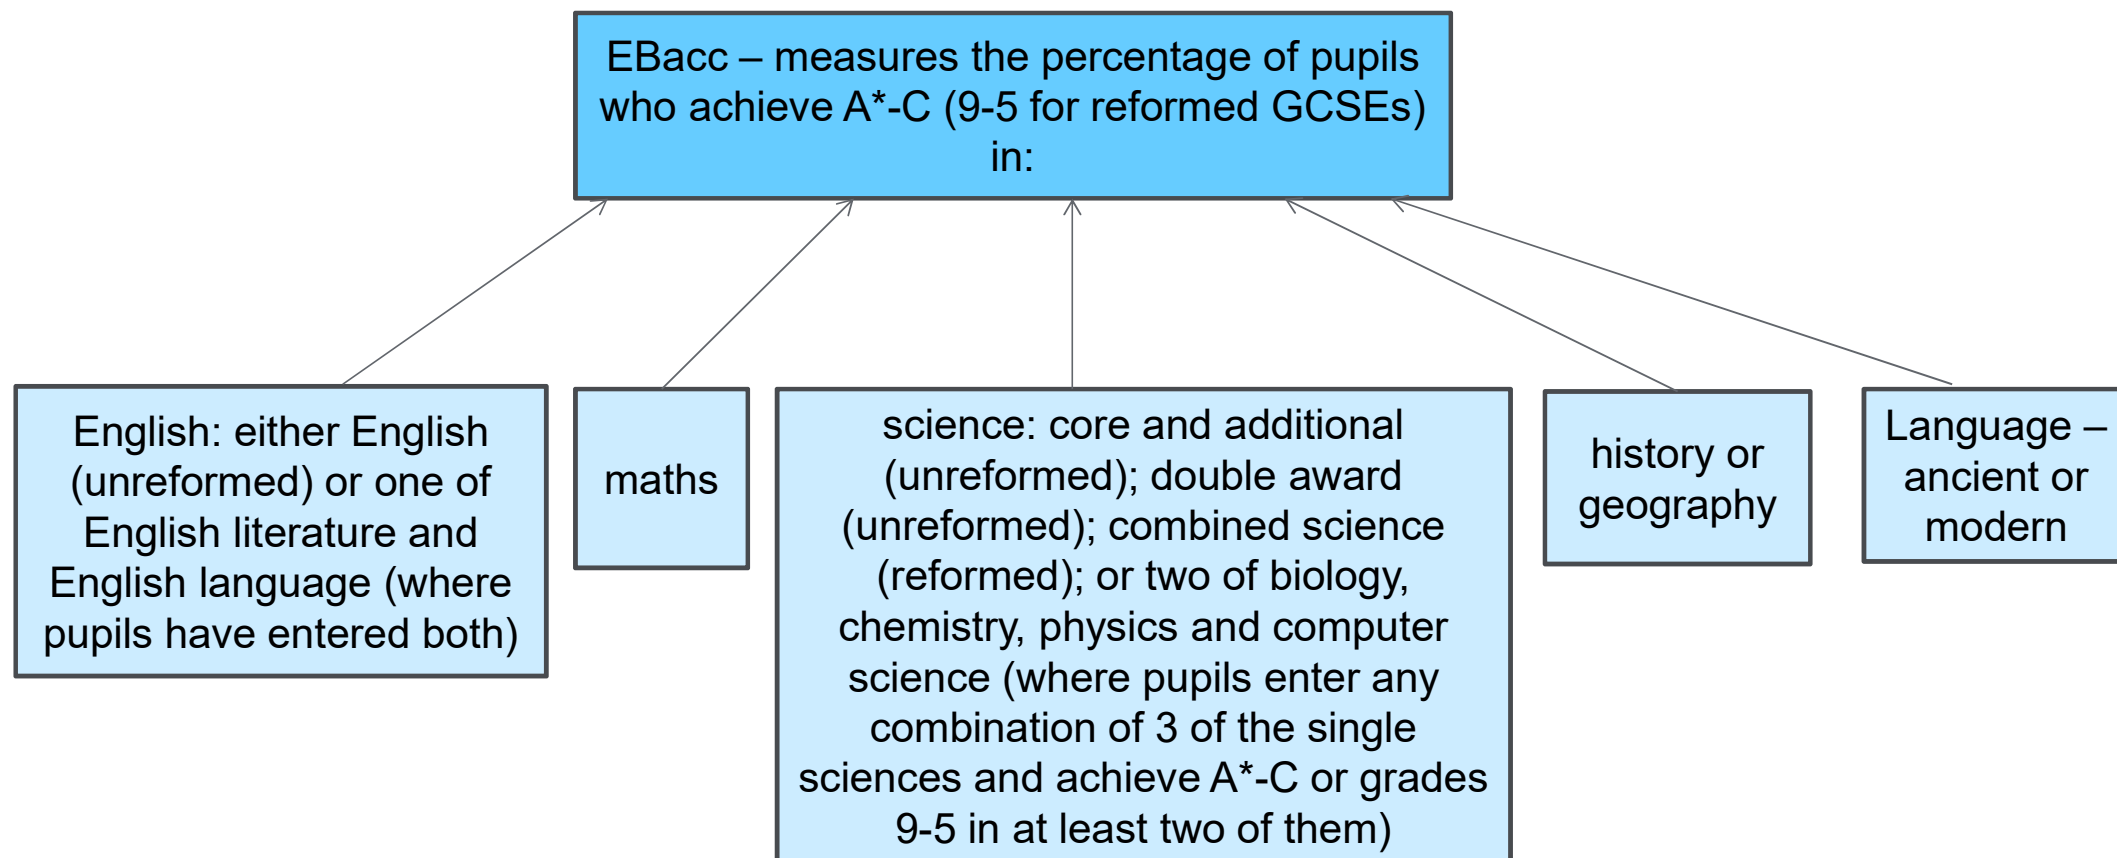 EBacc – measures the percentage of pupils
who achieve A*-C (9-5 for reformed GCSEs)
in:
English: either English
(unreformed) or one of
English literature and
English language (where
pupils have entered both)
maths
science: core and additional
(unreformed); double award
(unreformed); combined science
(reformed); or two of biology,
chemistry, physics and computer
science (where pupils enter any
combination of 3 of the single
sciences and achieve A*-C or grades
9-5 in at least two of them)
history or
geography
Language –
ancient or
modern